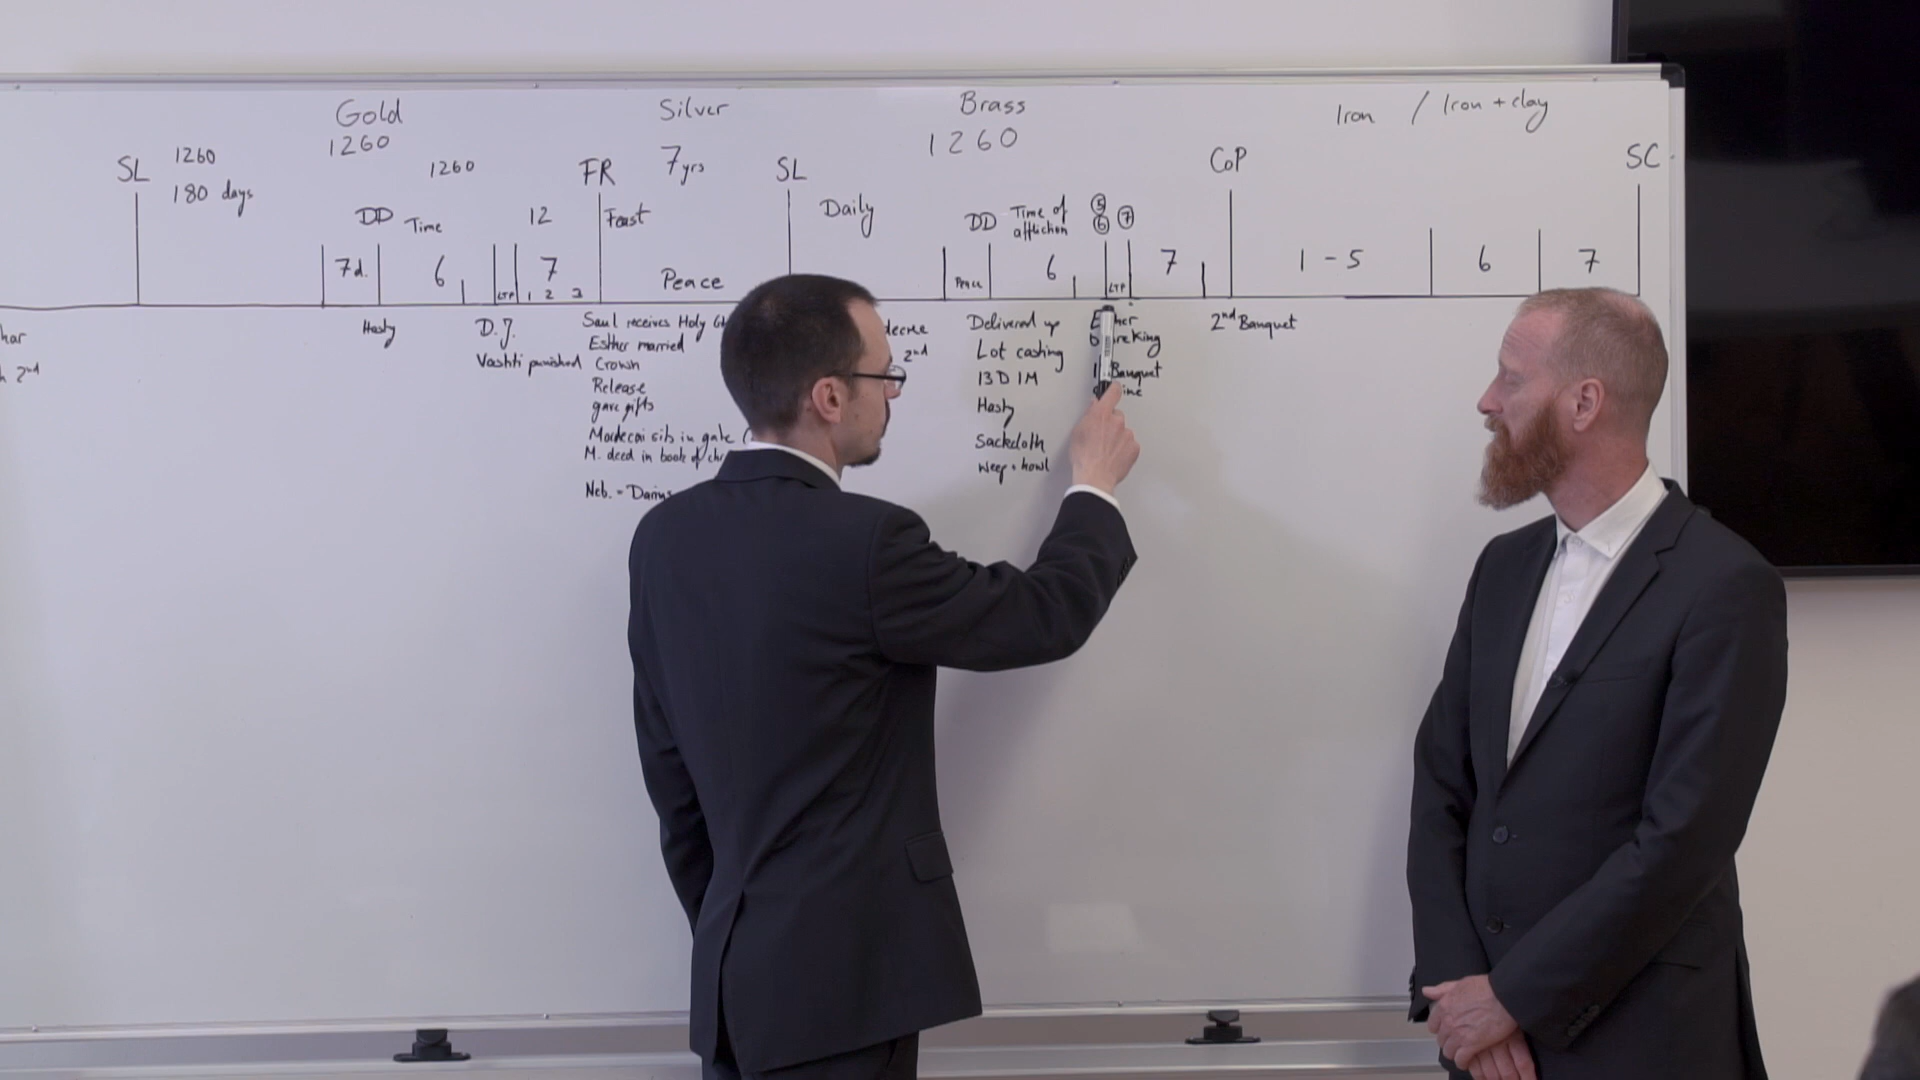 Gold
Silver
Brass
Iron / Iron + clay
1260
1260
SL
1260
FR
7yrs
SL
CoP
SC
180 days
1260
DD
Time
12
Feast
Daily
DD
Time of
affliction
5
6
7
7d.
6
LTP
7
1 2 3
Peace
Peace
6
LTP
7
1-5
6
7
2nd
Hasty
D.J.
Vashti punished
Saul receives Holy
Esther married
Crown
Release
gave gifts
Mordecai sits in gate
M. deed in book of
Neb. = Darius
decree
2nd
Delivered up
Lot casting
13D 1M
Hasty
Sackcloth
Weep + howl
Banquet
2nd Banquet